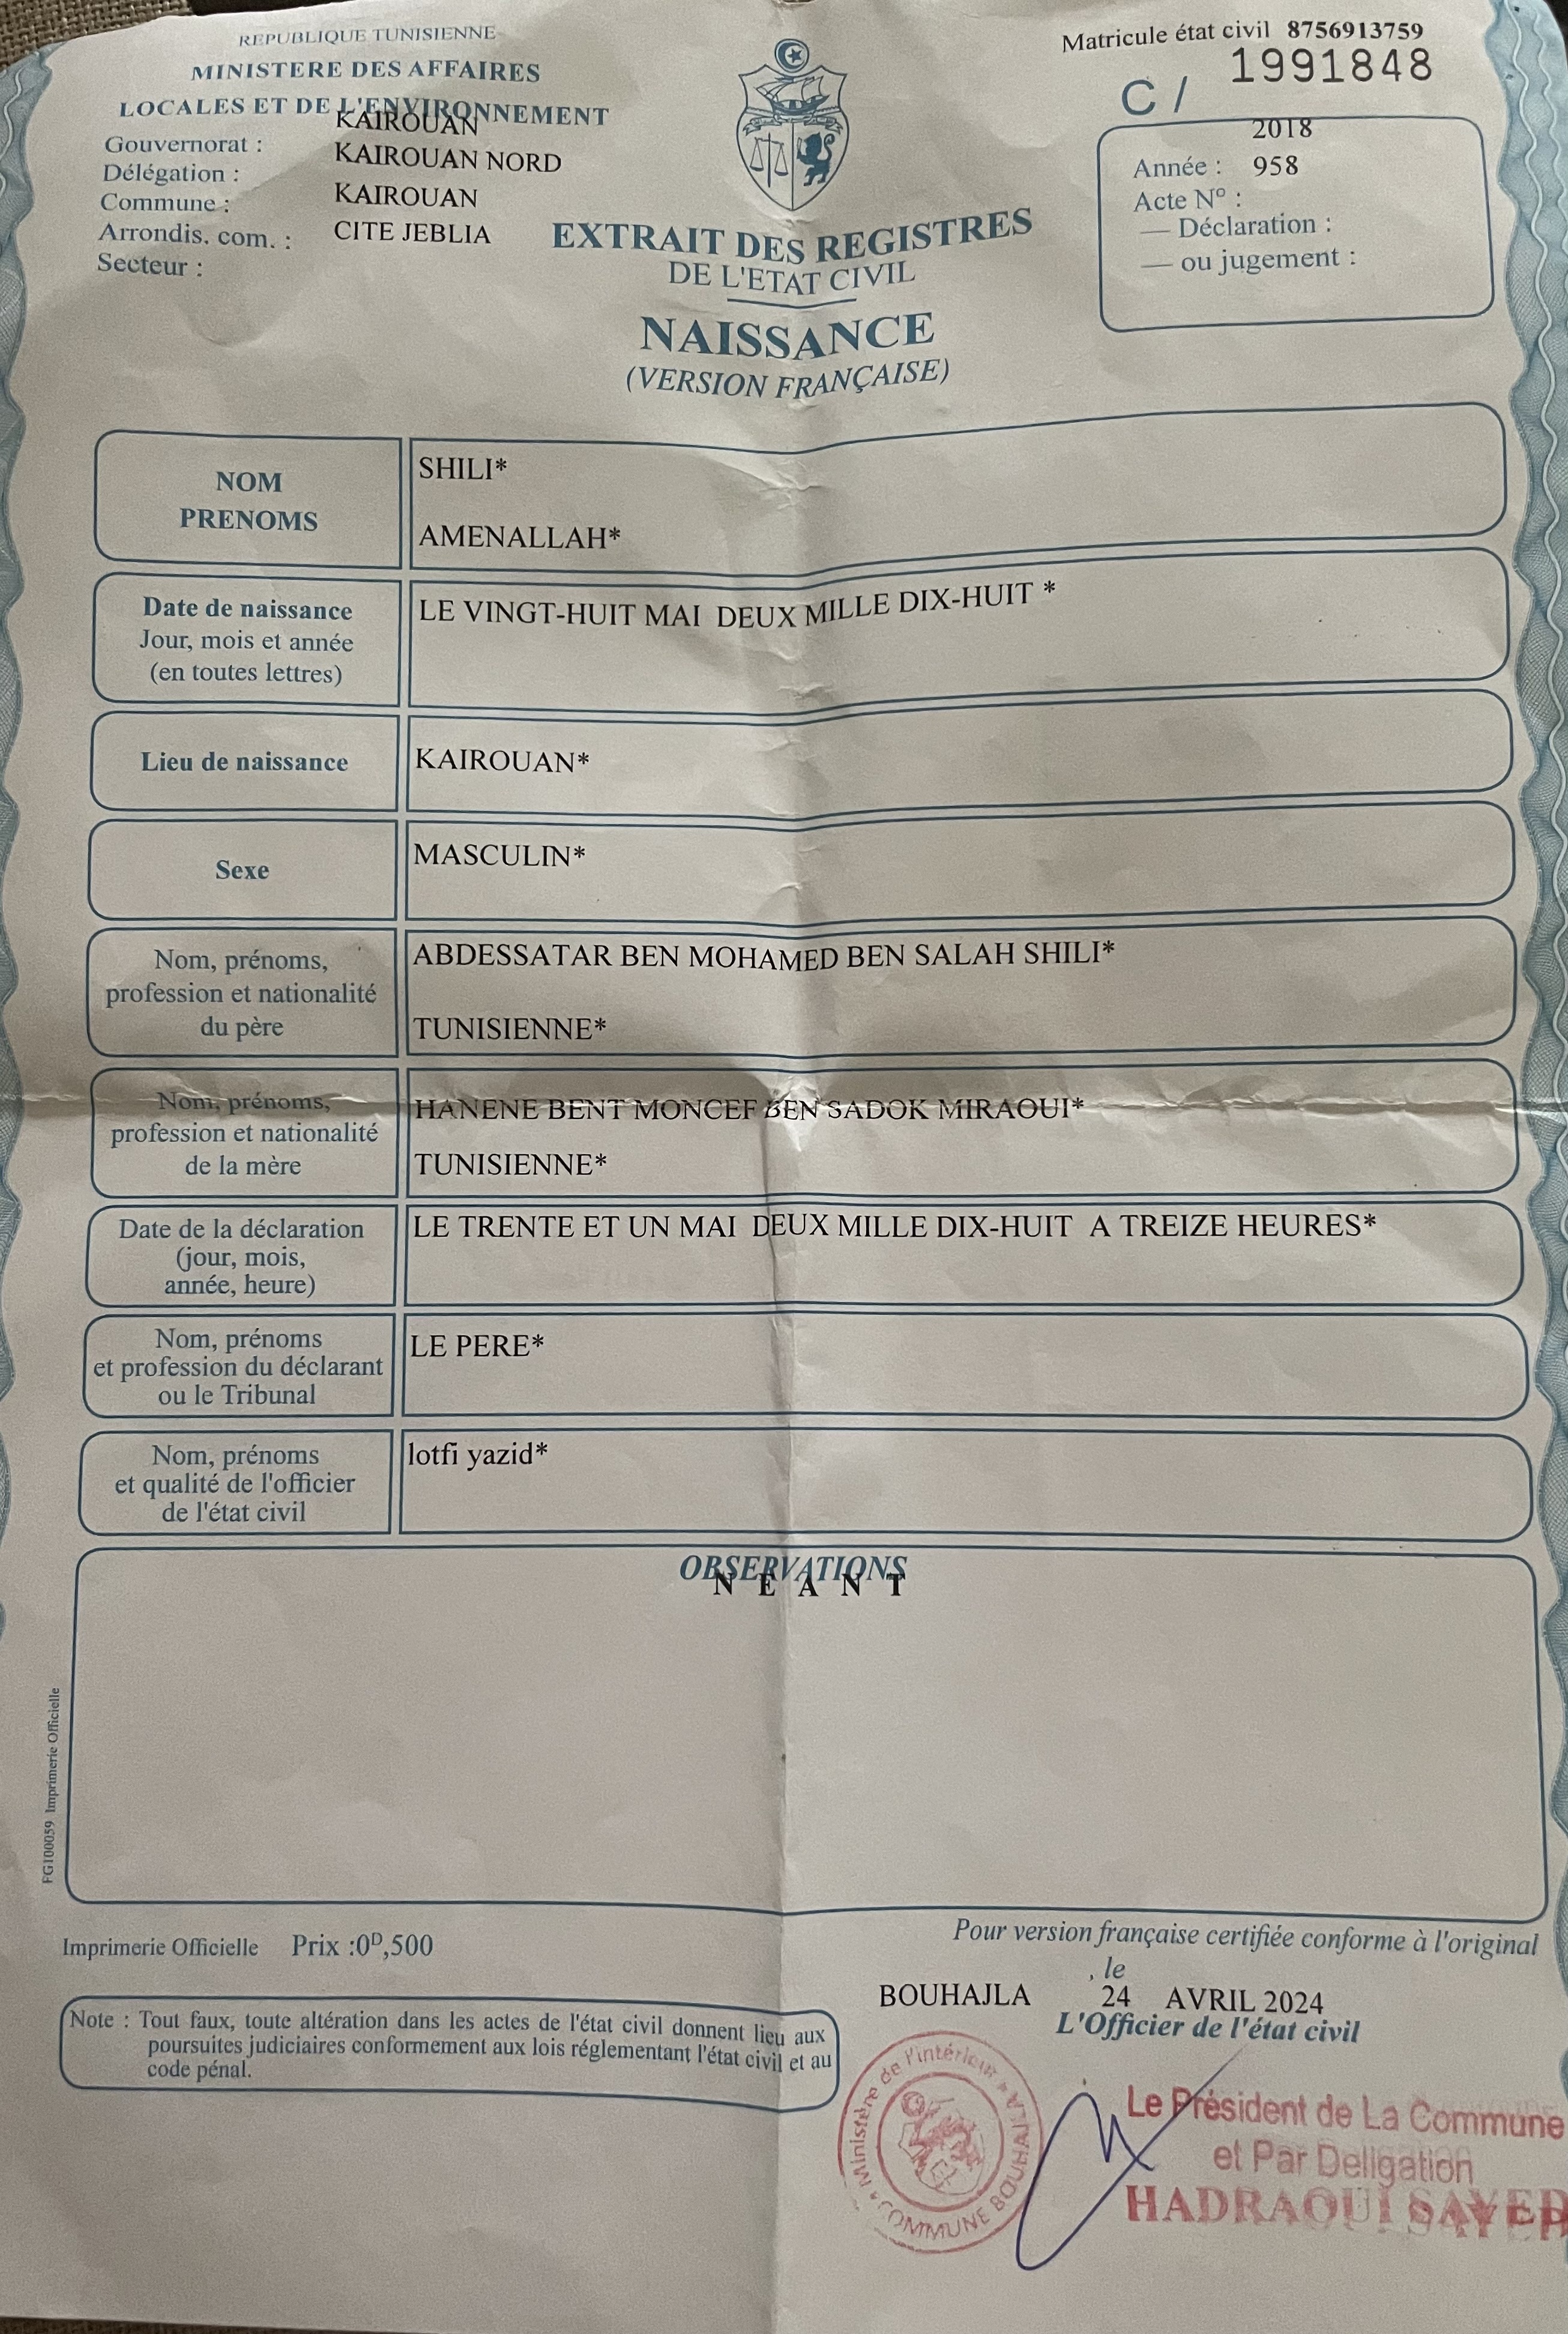 REPUBLIQUE TUNISIENNE
MINISTERE DES AFFAIRES
LOCALES ET DE L'ENVIRONNEMENT
Gouvernorat : KAIROUAN
Délégation : KAIROUAN NORD
Commune : KAIROUAN
Arrondis. com. : CITE JEBLIA
Secteur :
Matricule état civil 8756913759
C / 1991848
2018
Année : 958
Acte N° :
— Déclaration :
— ou jugement :
EXTRAIT DES REGISTRES
DE L'ETAT CIVIL
NAISSANCE
(VERSION FRANÇAISE)
NOM
PRENOMS
SHILI*
AMENALLAH*
Date de naissance
Jour, mois et année
(en toutes lettres)
LE VINGT-HUIT MAI DEUX MILLE DIX-HUIT *
Lieu de naissance
KAIROUAN*
Sexe
MASCULIN*
Nom, prénoms,
profession et nationalité
du père
ABDESSATAR BEN MOHAMED BEN SALAH SHILI*
TUNISIENNE*
Nom, prénoms,
profession et nationalité
de la mère
HANENE BENT MONCEF BEN SADOK MIRAOUI*
TUNISIENNE*
Date de la déclaration
(jour, mois,
année, heure)
LE TRENTE ET UN MAI DEUX MILLE DIX-HUIT A TREIZE HEURES*
Nom, prénoms
et profession du déclarant
ou le Tribunal
LE PERE*
Nom, prénoms
et qualité de l'officier
de l'état civil
lotfi yazid*
OBSERVATIONS
N E A N T
FG100059 Imprimerie Officielle
Imprimerie Officielle Prix :0ᴰ,500
Note : Tout faux, toute altération dans les actes de l'état civil donnent lieu aux
poursuites judiciaires conformement aux lois réglementant l'état civil et au
code pénal.
Pour version française certifiée conforme à l'original
, le
BOUHAJLA 24 AVRIL 2024
L'Officier de l'état civil
Ministère de l'intérieur
COMMUNE BOUHAJLA
Le Président de La Commune
et Par Deligation
HADRAOUI SAYED